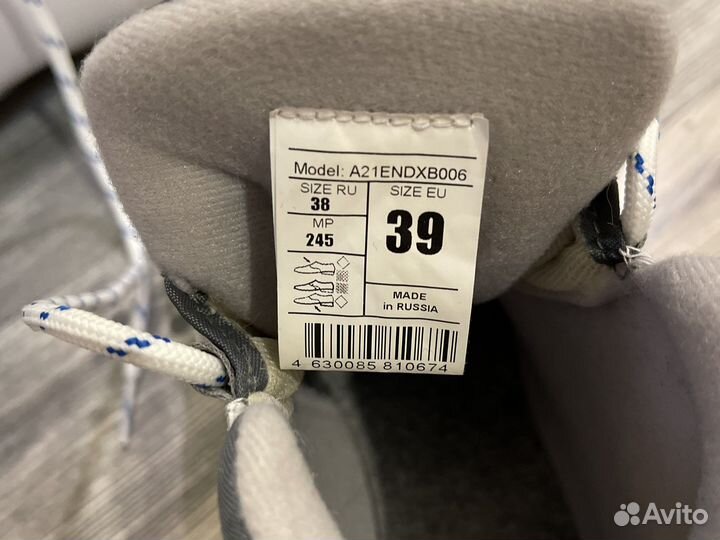 Model: A21ENDXB006
SIZE RU
38
MP
245
SIZE EU
39
MADE
in RUSSIA
4 630085 810674
Avito